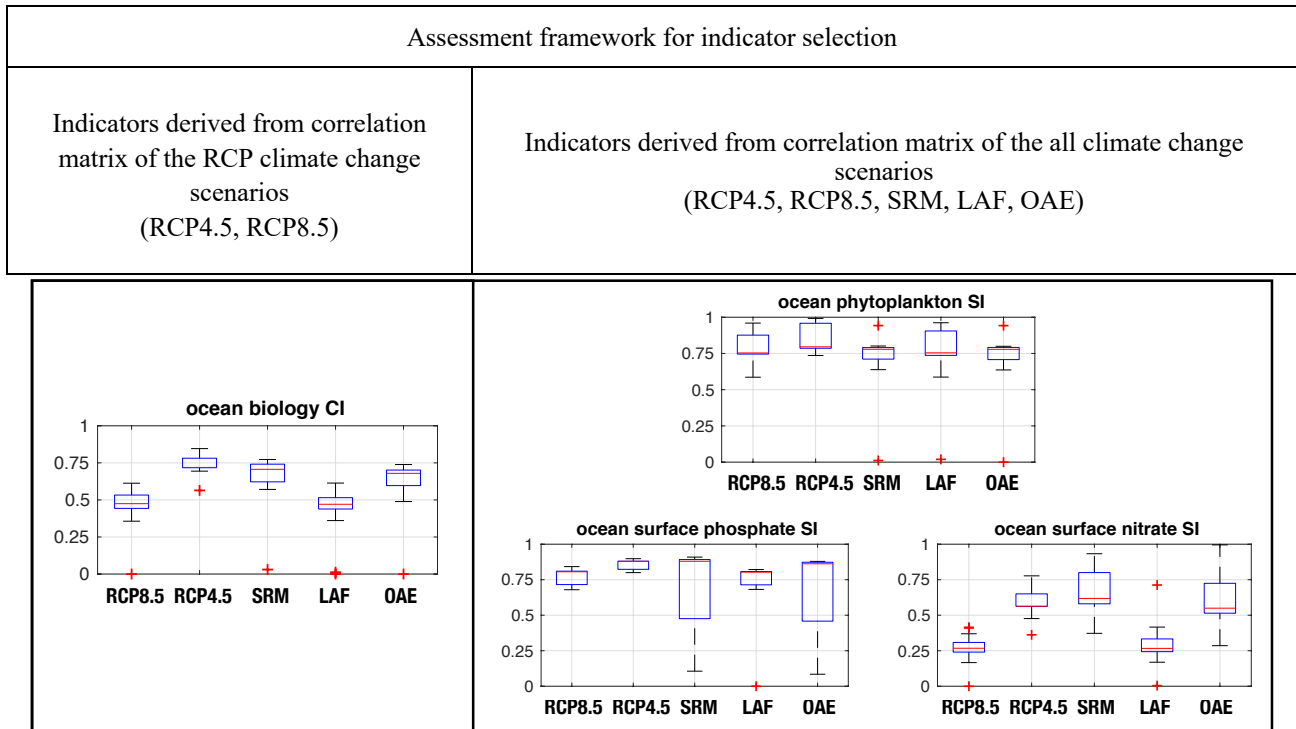 Assessment framework for indicator selection
Indicators derived from correlation
matrix of the RCP climate change
scenarios
(RCP4.5, RCP8.5)
Indicators derived from correlation matrix of the all climate change
scenarios
(RCP4.5, RCP8.5, SRM, LAF, OAE)
ocean biology CI
1
0.75
0.5
0.25
0
RCP8.5 RCP4.5 SRM LAF OAE
ocean phytoplankton SI
1
0.75
0.5
0.25
0
RCP8.5 RCP4.5 SRM LAF OAE
ocean surface phosphate SI
1
0.75
0.5
0.25
0
RCP8.5 RCP4.5 SRM LAF OAE
ocean surface nitrate SI
1
0.75
0.5
0.25
0
RCP8.5 RCP4.5 SRM LAF OAE